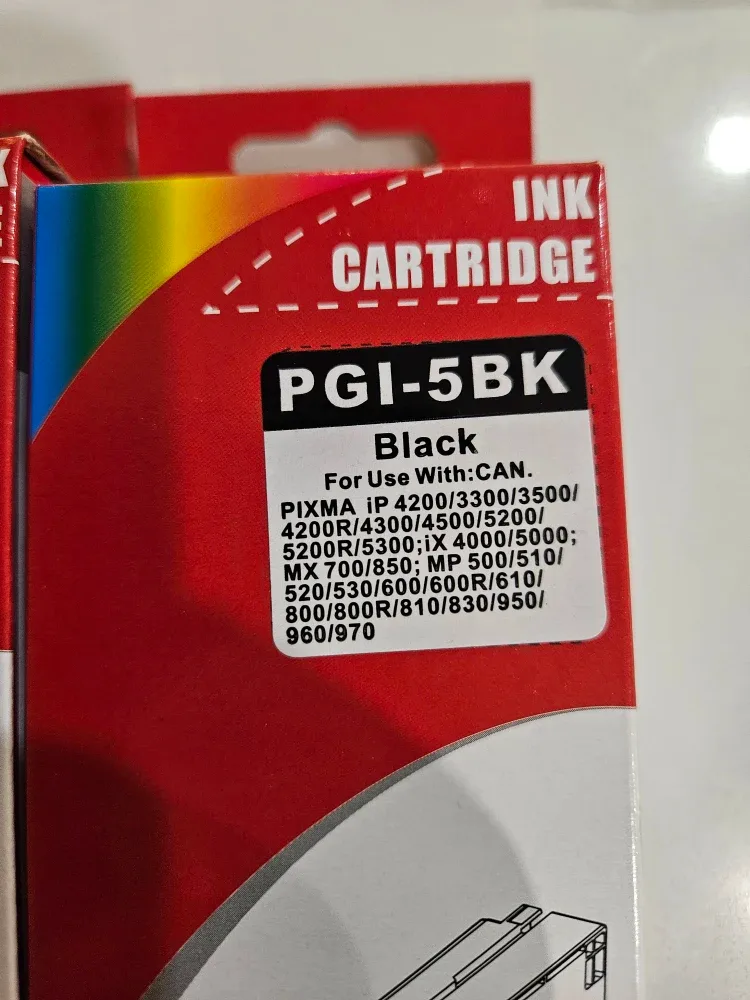 INK
CARTRIDGE
PGI-5BK
Black
For Use With:CAN.
PIXMA iP 4200/3300/3500/
4200R/4300/4500/5200/
5200R/5300;iX 4000/5000;
MX 700/850; MP 500/510/
520/530/600/600R/610/
800/800R/810/830/950/
960/970